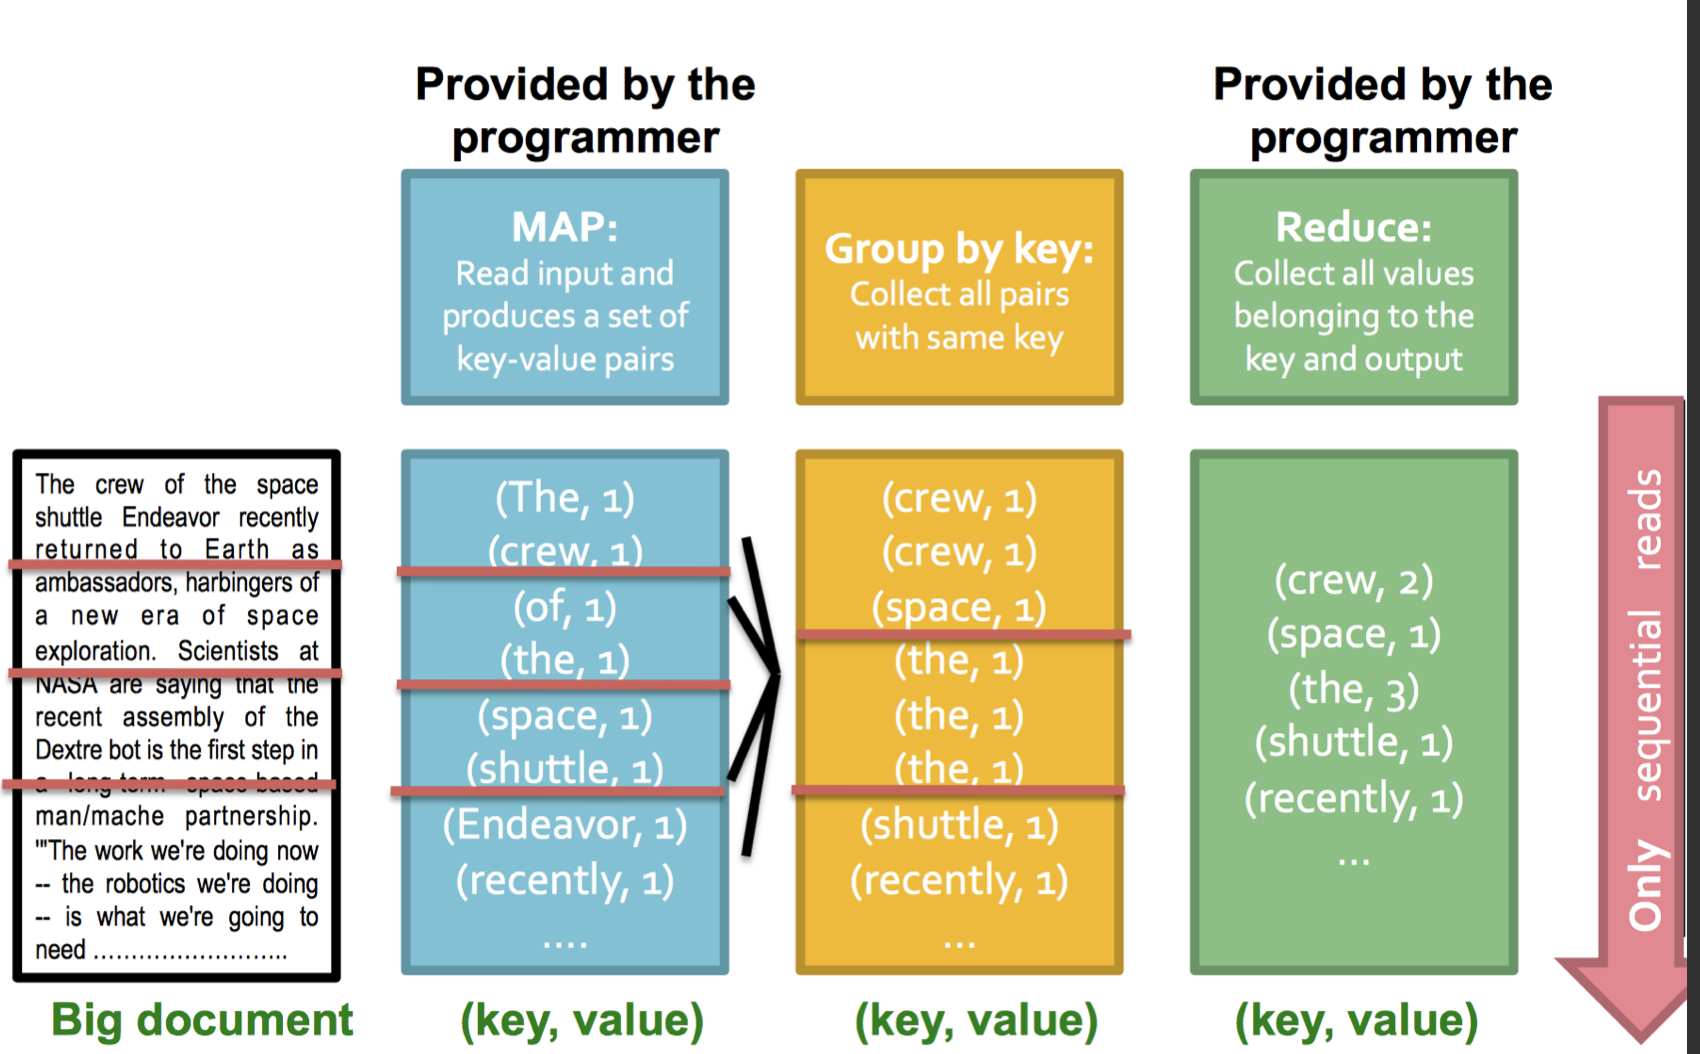 Provided by the
programmer
Provided by the
programmer
MAP:
Read input and
produces a set of
key-value pairs
Group by key:
Collect all pairs
with same key
Reduce:
Collect all values
belonging to the
key and output
The crew of the space
shuttle Endeavor recently
returned to Earth as
ambassadors, harbingers of
a new era of space
exploration. Scientists at
NASA are saying that the
recent assembly of the
Dextre bot is the first step in
a long-term space-based
man/mache partnership.
'"The work we're doing now
-- the robotics we're doing
-- is what we're going to
need ……………………..
Big document
(The, 1)
(crew, 1)
(of, 1)
(the, 1)
(space, 1)
(shuttle, 1)
(Endeavor, 1)
(recently, 1)
....
(key, value)
(crew, 1)
(crew, 1)
(space, 1)
(the, 1)
(the, 1)
(the, 1)
(shuttle, 1)
(recently, 1)
...
(key, value)
(crew, 2)
(space, 1)
(the, 3)
(shuttle, 1)
(recently, 1)
...
(key, value)
Only sequential reads